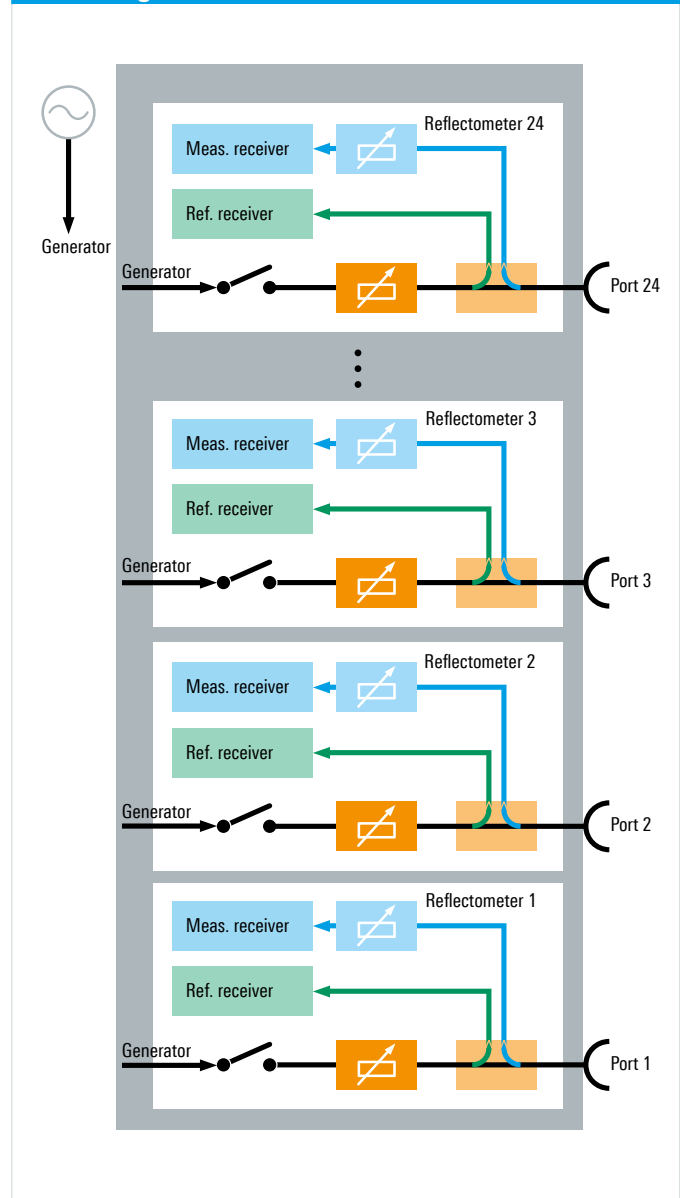 Reflectometer 24
Meas. receiver
Ref. receiver
Generator
Generator
Port 24
Reflectometer 3
Meas. receiver
Ref. receiver
Generator
Port 3
Reflectometer 2
Meas. receiver
Ref. receiver
Generator
Port 2
Reflectometer 1
Meas. receiver
Ref. receiver
Generator
Port 1